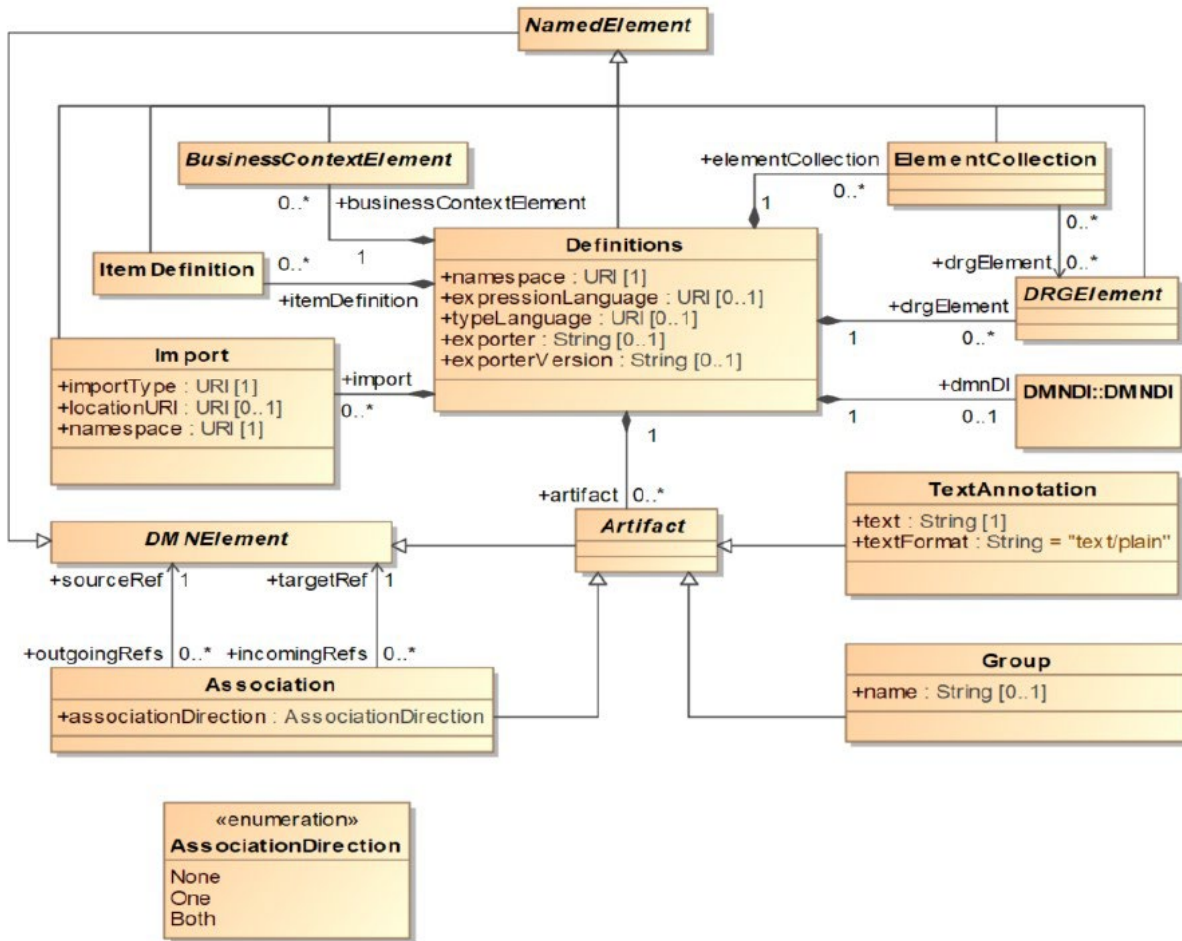 NamedElement
BusinessContextElement
0..*
+businessContextElement
1
+elementCollection
0..*
1
ElementCollection
0..*
+drgElement
0..*
ItemDefinition
0..*
+itemDefinition
Definitions
+namespace : URI [1]
+expressionLanguage : URI [0..1]
+typeLanguage : URI [0..1]
+exporter : String [0..1]
+exporterVersion : String [0..1]
+drgElement
1
0..*
DRGElement
Import
+importType : URI [1]
+locationURI : URI [0..1]
+namespace : URI [1]
+import
0..*
+dmnDI
1
0..1
DMNDI::DMNDI
1
+artifact
0..*
DMNElement
Artifact
TextAnnotation
+text : String [1]
+textFormat : String = "text/plain"
+sourceRef
1
+targetRef
1
+outgoingRefs
0..*
+incomingRefs
0..*
Association
+associationDirection : AssociationDirection
Group
+name : String [0..1]
«enumeration»
AssociationDirection
None
One
Both